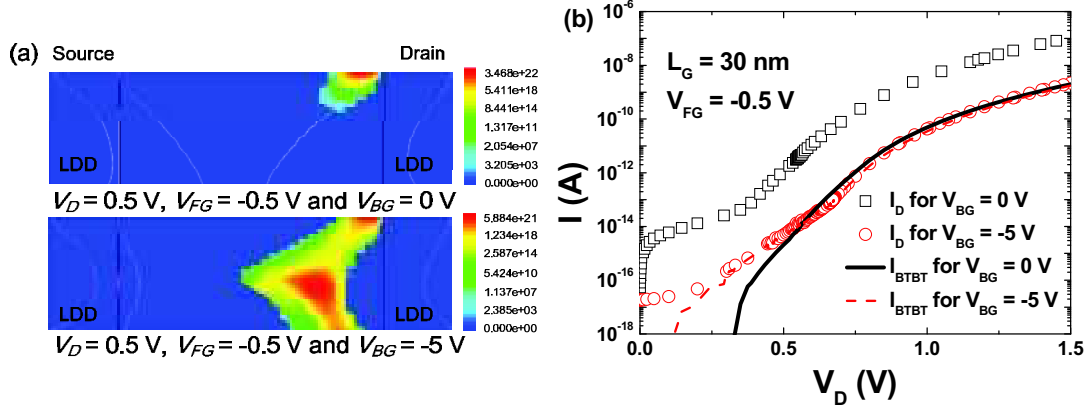 (a)
Source Drain
3.468e+22
5.411e+18
8.441e+14
1.317e+11
2.054e+07
3.205e+03
0.000e+00
LDD LDD
V_D = 0.5 V, V_FG = -0.5 V and V_BG = 0 V
5.884e+21
1.234e+18
2.587e+14
5.424e+10
1.137e+07
2.385e+03
0.000e+00
LDD LDD
V_D = 0.5 V, V_FG = -0.5 V and V_BG = -5 V
(b)
L_G = 30 nm
V_FG = -0.5 V
I_D for V_BG = 0 V
I_D for V_BG = -5 V
I_BTBT for V_BG = 0 V
I_BTBT for V_BG = -5 V
I (A)
10^-6
10^-8
10^-10
10^-12
10^-14
10^-16
10^-18
0.0 0.5 1.0 1.5
V_D (V)